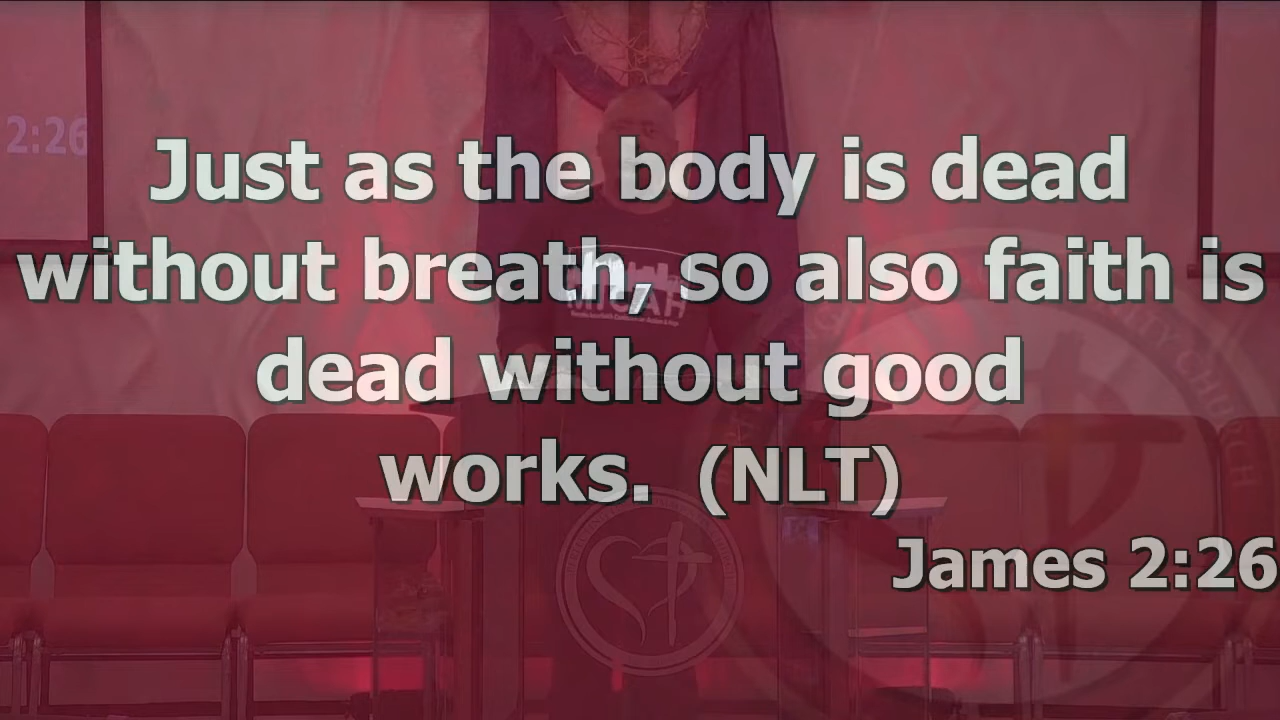 2:26
Just as the body is dead
without breath, so also faith is
dead without good
works. (NLT)
James 2:26
MICAH